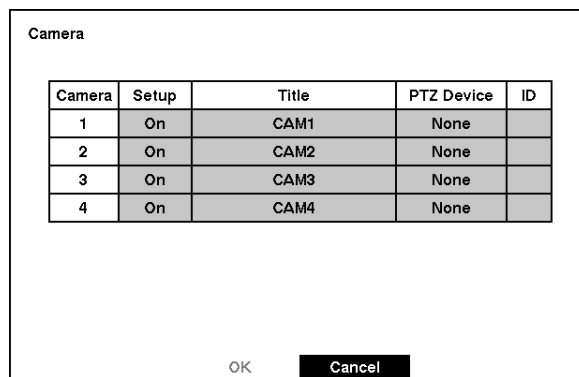 Camera
Camera Setup Title PTZ Device ID
1 On CAM1 None
2 On CAM2 None
3 On CAM3 None
4 On CAM4 None
OK Cancel